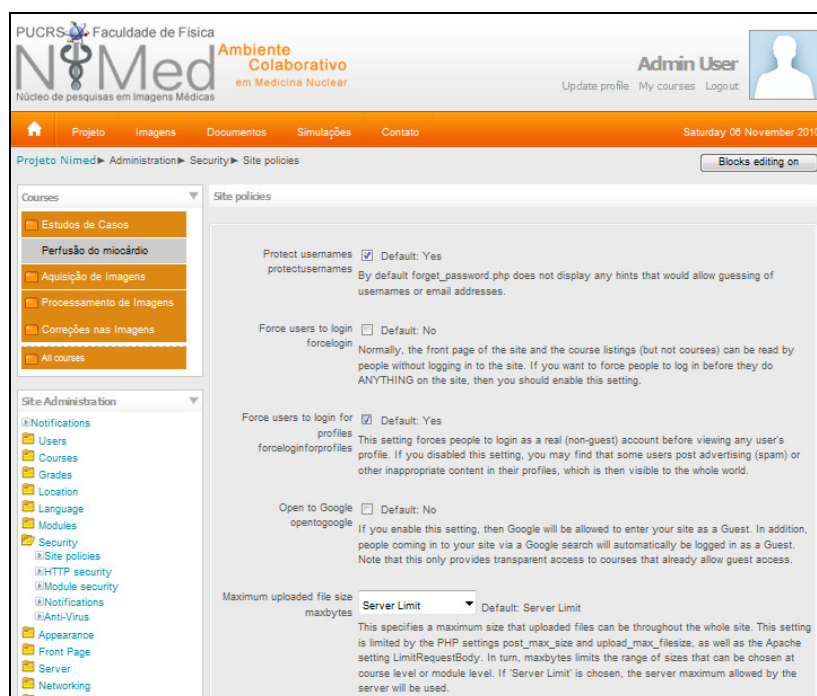 PUCRS Faculdade de Física
NIMed
Núcleo de pesquisas em Imagens Médicas
Ambiente
Colaborativo
em Medicina Nuclear
Admin User
Update profile My courses Logout
Projeto Imagens Documentos Simulações Contato Saturday 06 November 2010
Projeto Nimed► Administration► Security► Site policies
Blocks editing on
Courses
Estudos de Casos
Perfusão do miocárdio
Aquisição de Imagens
Processamento de Imagens
Correções nas Imagens
All courses
Site Administration
Notifications
Users
Courses
Grades
Location
Language
Modules
Security
Site policies
HTTP security
Module security
Notifications
Anti-Virus
Appearance
Front Page
Server
Networking
Site policies
Protect usernames Default: Yes
protectusernames
By default forget_password.php does not display any hints that would allow guessing of
usernames or email addresses.
Force users to login Default: No
forcelogin
Normally, the front page of the site and the course listings (but not courses) can be read by
people without logging in to the site. If you want to force people to log in before they do
ANYTHING on the site, then you should enable this setting.
Force users to login for Default: Yes
profiles
forceloginforprofiles
This setting forces people to login as a real (non-guest) account before viewing any user's
profile. If you disabled this setting, you may find that some users post advertising (spam) or
other inappropriate content in their profiles, which is then visible to the whole world.
Open to Google Default: No
opentogoogle
If you enable this setting, then Google will be allowed to enter your site as a Guest. In addition,
people coming in to your site via a Google search will automatically be logged in as a Guest.
Note that this only provides transparent access to courses that already allow guest access.
Maximum uploaded file size Server Limit Default: Server Limit
maxbytes
This specifies a maximum size that uploaded files can be throughout the whole site. This setting
is limited by the PHP settings post_max_size and upload_max_filesize, as well as the Apache
setting LimitRequestBody. In turn, maxbytes limits the range of sizes that can be chosen at
course level or module level. If 'Server Limit' is chosen, the server maximum allowed by the
server will be used.